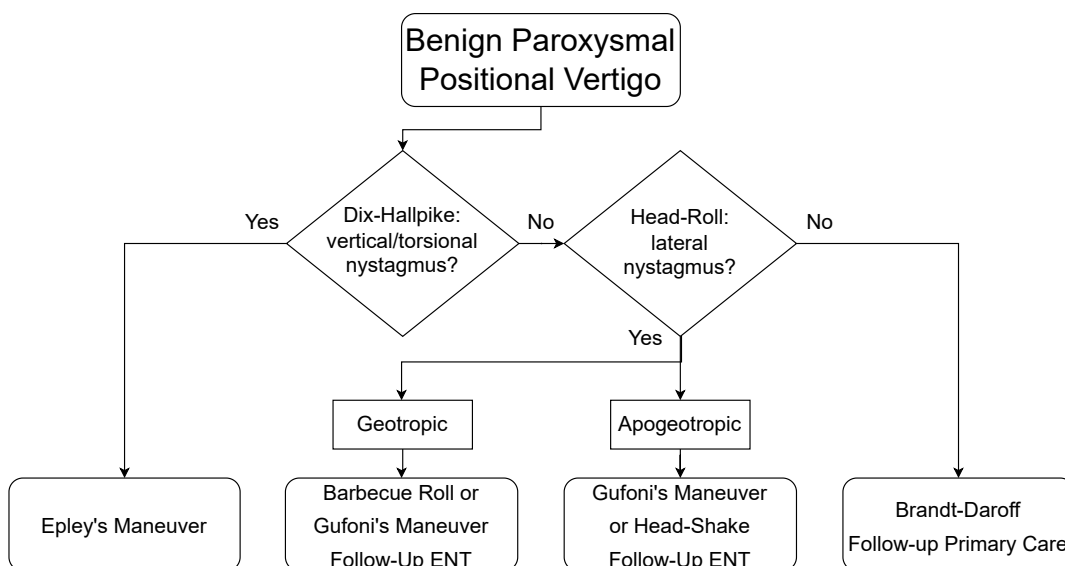 Benign Paroxysmal
Positional Vertigo
Yes
Dix-Hallpike:
vertical/torsional
nystagmus?
No
Head-Roll:
lateral
nystagmus?
No
Yes
Geotropic
Apogeotropic
Epley's Maneuver
Barbecue Roll or
Gufoni's Maneuver
Follow-Up ENT
Gufoni's Maneuver
or Head-Shake
Follow-Up ENT
Brandt-Daroff
Follow-up Primary Care